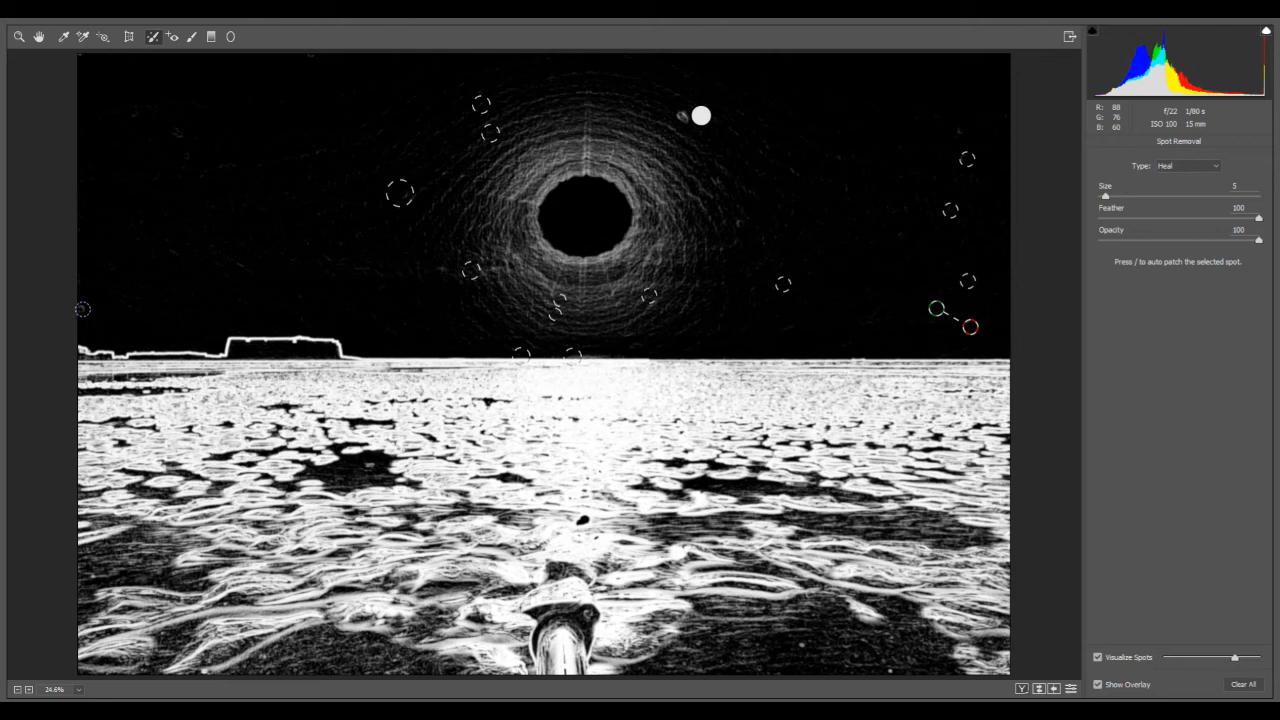 R: 88
G: 76
B: 60
f/22 1/80 s
ISO 100 15 mm
Spot Removal
Type: Heal
Size 5
Feather 100
Opacity 100
Press / to auto patch the selected spot.
Visualize Spots
Show Overlay Clear All
24.6%
Y